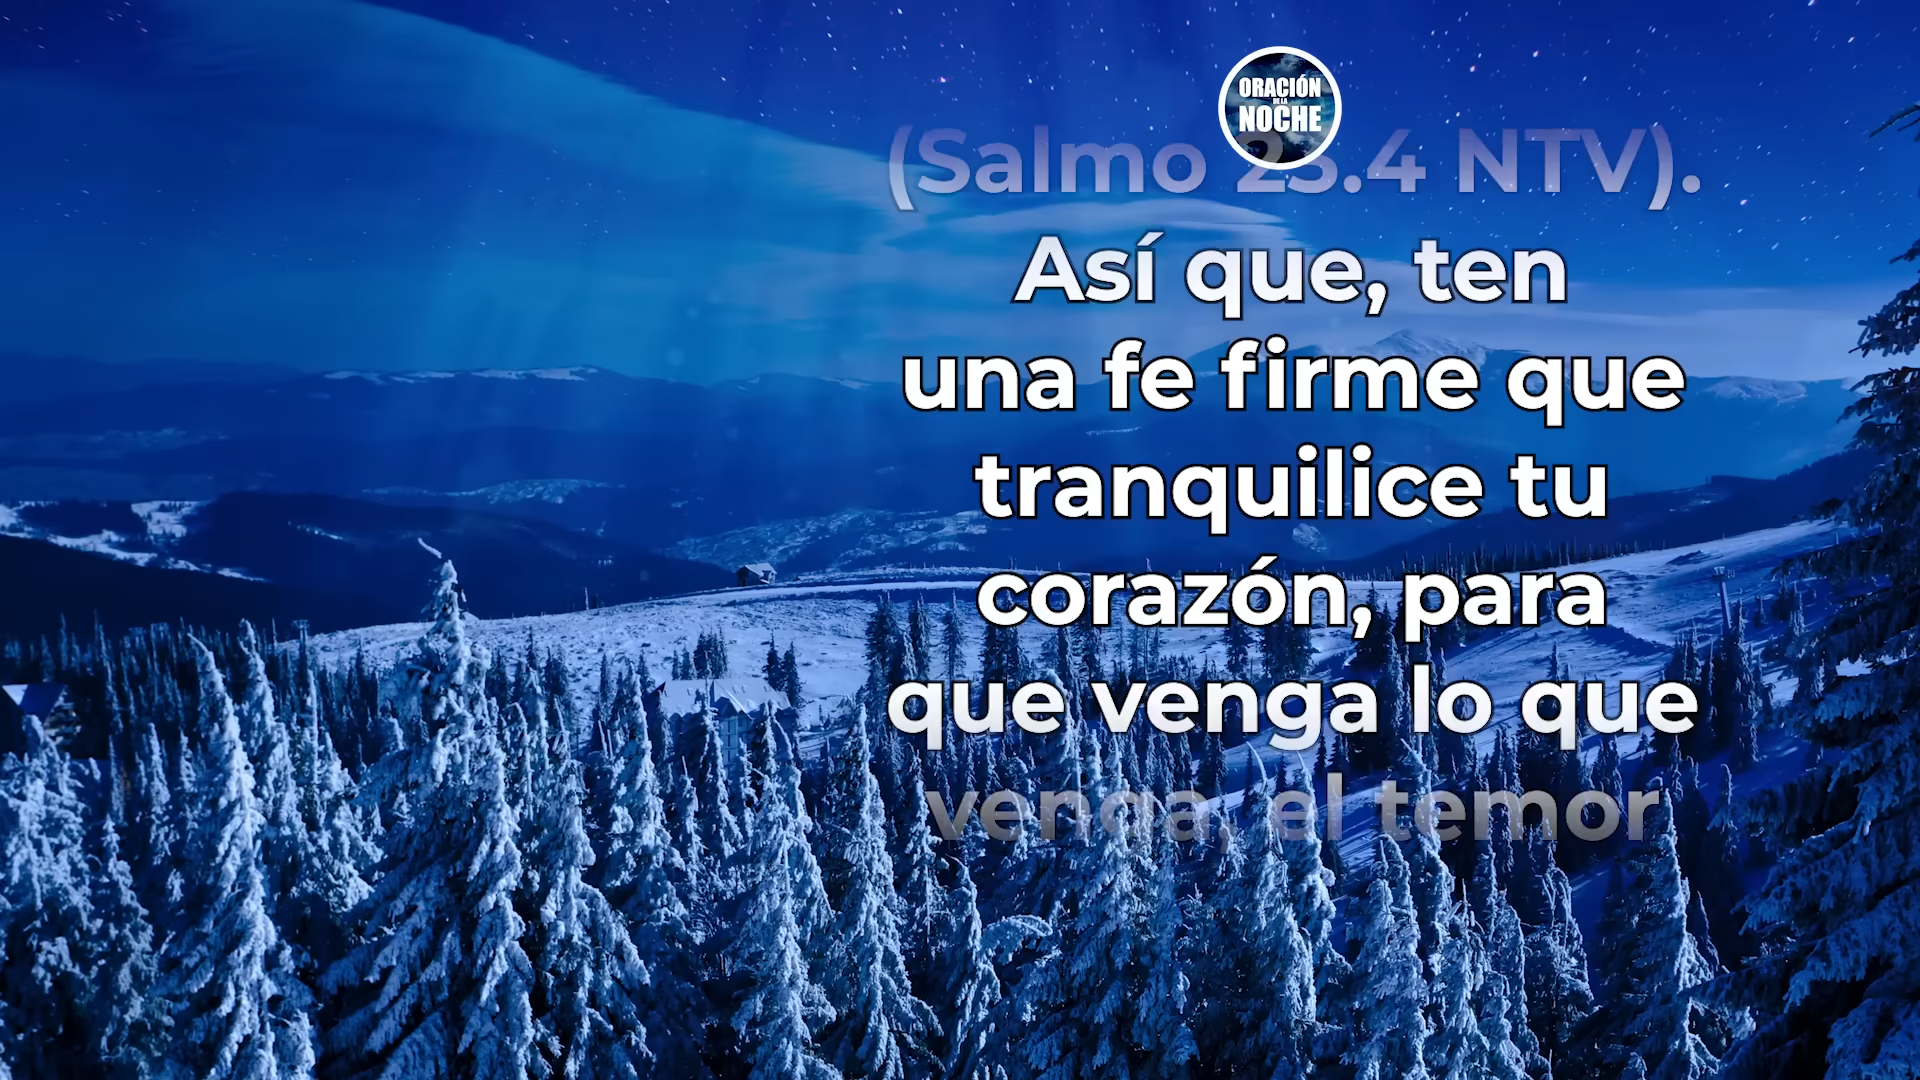 ORACIÓN
DE LA
NOCHE
(Salmo 23.4 NTV).
Así que, ten
una fe firme que
tranquilice tu
corazón, para
que venga lo que
venga, el temor